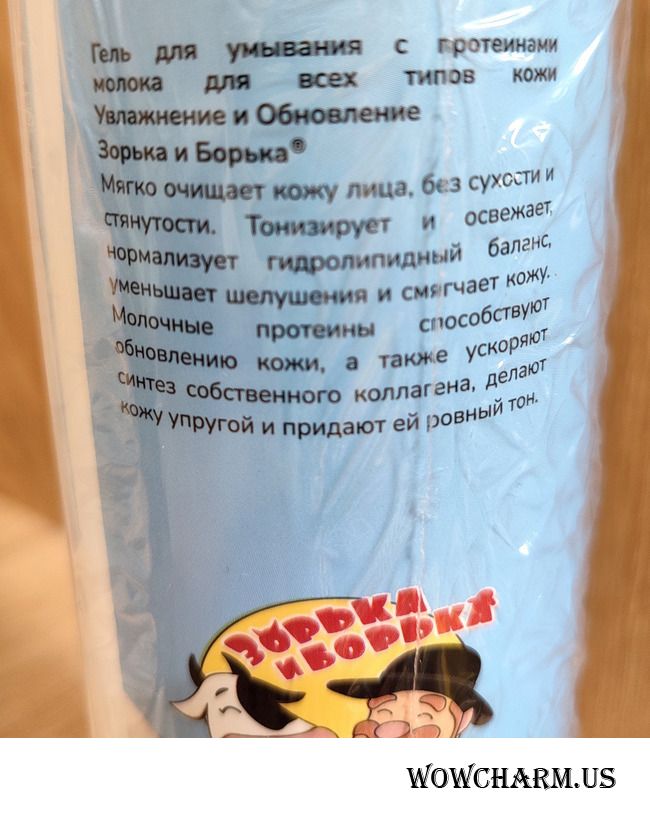 Гель для умывания с протеинами
молока для всех типов кожи
Увлажнение и Обновление
Зорька и Борька®
Мягко очищает кожу лица, без сухости и
стянутости. Тонизирует и освежает,
нормализует гидролипидный баланс,
уменьшает шелушения и смягчает кожу.
Молочные протеины способствуют
обновлению кожи, а также ускоряют
синтез собственного коллагена, делают
кожу упругой и придают ей ровный тон.
ЗОРЬКА
И БОРЬКА
WOWCHARM.US